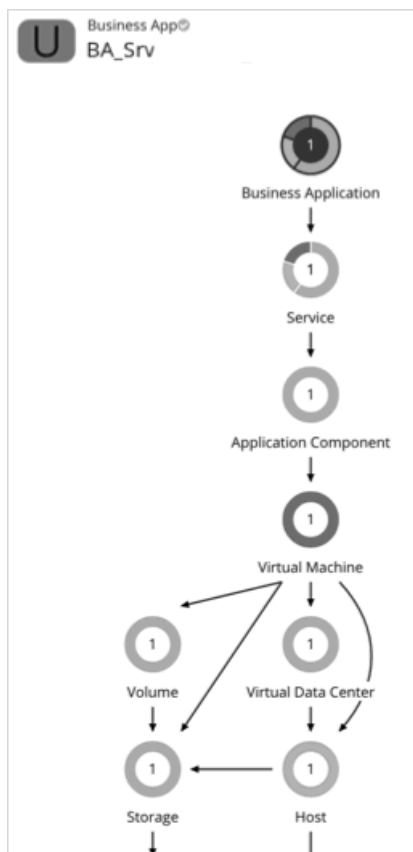 U
Business App
BA_Srv
1
Business Application
1
Service
1
Application Component
1
Virtual Machine
1
1
Volume
Virtual Data Center
1
1
Storage
Host